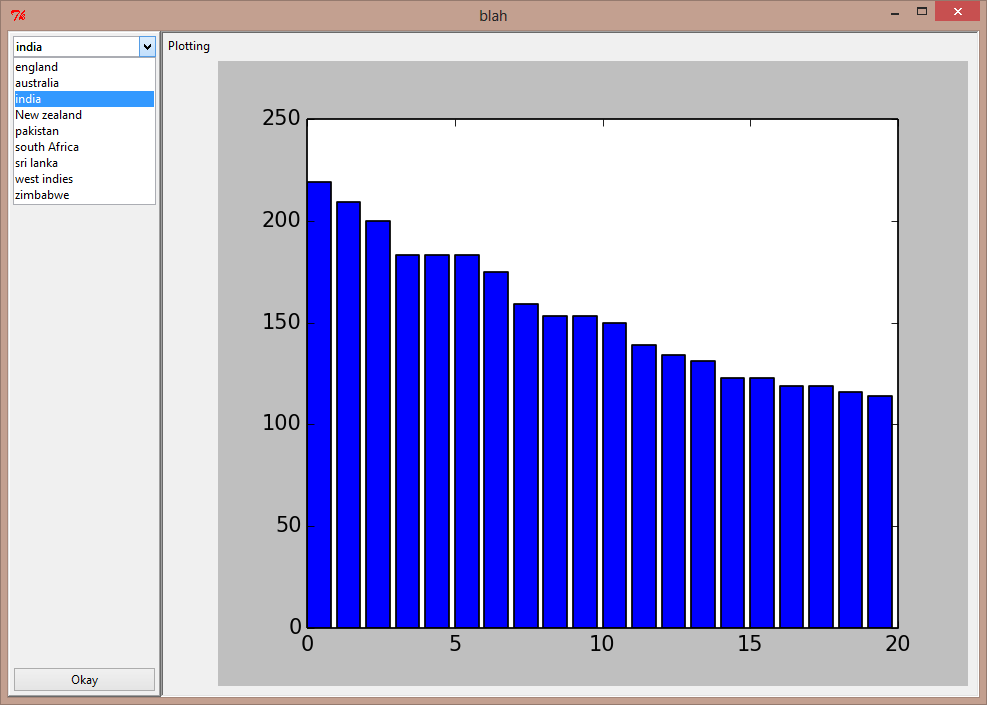 blah
india
england
australia
india
New zealand
pakistan
south Africa
sri lanka
west indies
zimbabwe
Okay
Plotting
250
200
150
100
50
0
0 5 10 15 20